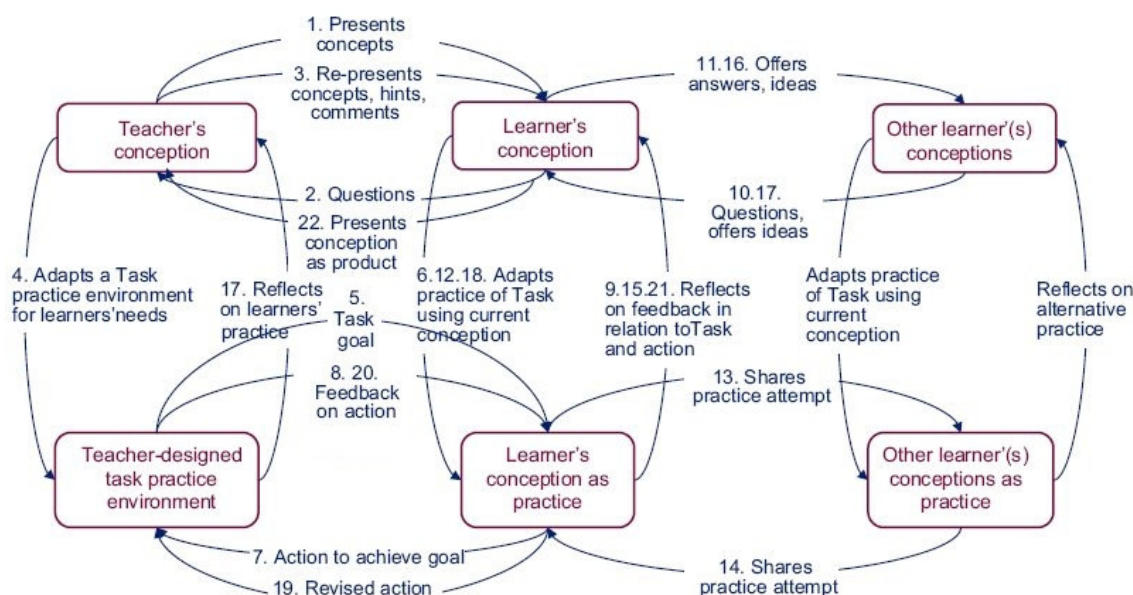 1. Presents
concepts
3. Re-presents
concepts, hints,
comments
11.16. Offers
answers, ideas
Teacher's
conception
Learner's
conception
Other learner'(s)
conceptions
2. Questions
22. Presents
conception
as product
10.17.
Questions,
offers ideas
4. Adapts a Task
practice environment
for learners'needs
17. Reflects
on learners'
practice
5.
Task
goal
6.12.18. Adapts
practice of Task
using current
conception
9.15.21. Reflects
on feedback in
relation toTask
and action
Adapts practice
of Task using
current
conception
Reflects on
alternative
practice
8. 20.
Feedback
on action
13. Shares
practice attempt
Teacher-designed
task practice
environment
Learner's
conception as
practice
Other learner'(s)
conceptions as
practice
7. Action to achieve goal
19. Revised action
14. Shares
practice attempt